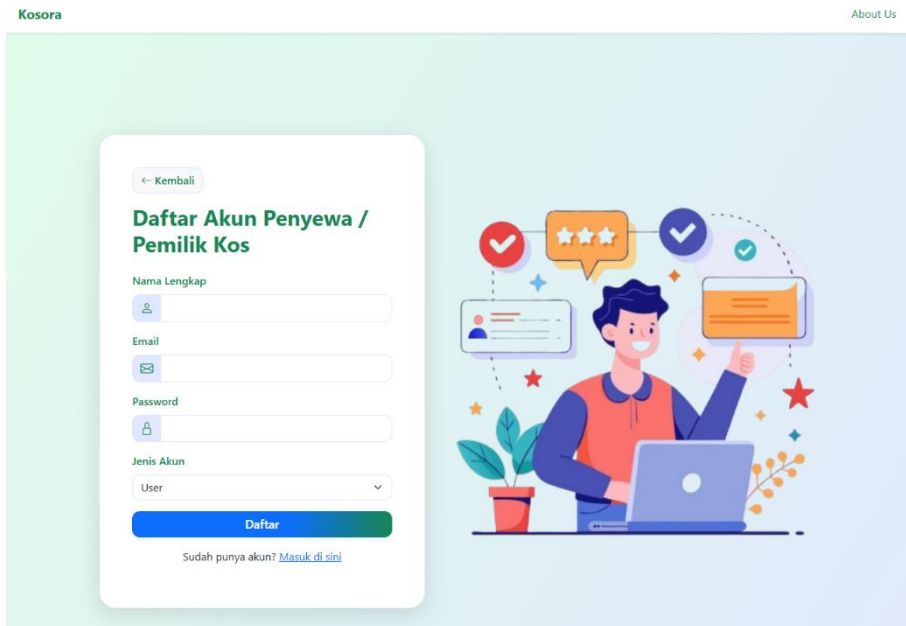 Kosora
About Us
← Kembali
Daftar Akun Penyewa /
Pemilik Kos
Nama Lengkap
Email
Password
Jenis Akun
User
Daftar
Sudah punya akun? Masuk di sini